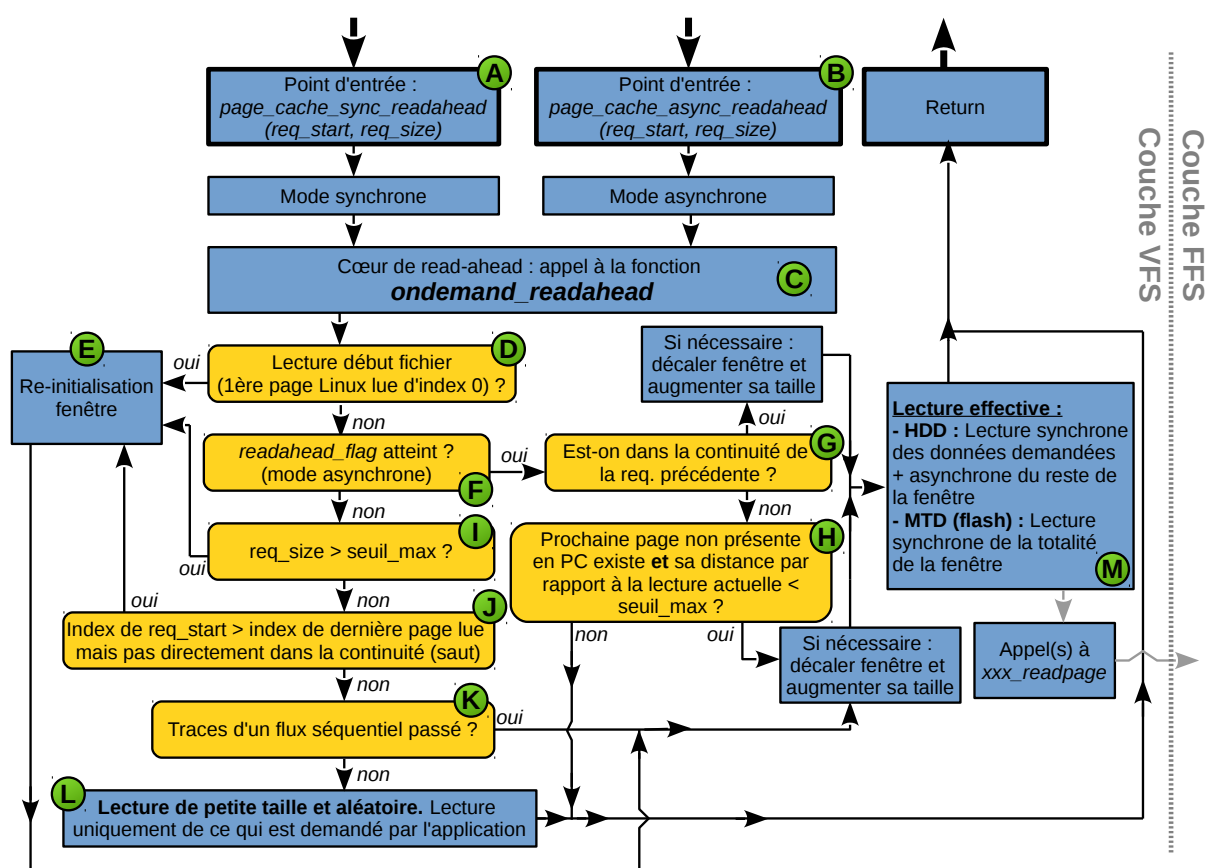 A
Point d'entrée :
page_cache_sync_readahead
(req_start, req_size)
B
Point d'entrée :
page_cache_async_readahead
(req_start, req_size)
Return
Couche VFS
Couche FFS
Mode synchrone
Mode asynchrone
Cœur de read-ahead : appel à la fonction
ondemand_readahead
C
E
Re-initialisation
fenêtre
oui
D
Lecture début fichier
(1ère page Linux lue d'index 0) ?
non
Si nécessaire :
décaler fenêtre et
augmenter sa taille
oui
readahead_flag atteint ?
(mode asynchrone)
F
oui
non
G
Est-on dans la continuité de
la req. précédente ?
non
Lecture effective :
- HDD : Lecture synchrone
des données demandées
+ asynchrone du reste de
la fenêtre
- MTD (flash) : Lecture
synchrone de la totalité
de la fenêtre
M
I
req_size > seuil_max ?
oui
non
H
Prochaine page non présente
en PC existe et sa distance par
rapport à la lecture actuelle <
seuil_max ?
non
oui
oui
J
Index de req_start > index de dernière page lue
mais pas directement dans la continuité (saut)
non
Si nécessaire :
décaler fenêtre et
augmenter sa taille
Appel(s) à
xxx_readpage
K
Traces d'un flux séquentiel passé ?
oui
non
L
Lecture de petite taille et aléatoire. Lecture
uniquement de ce qui est demandé par l'application